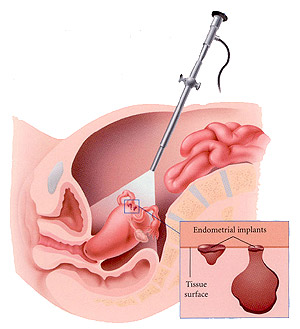 Endometrial implants
Tissue
surface